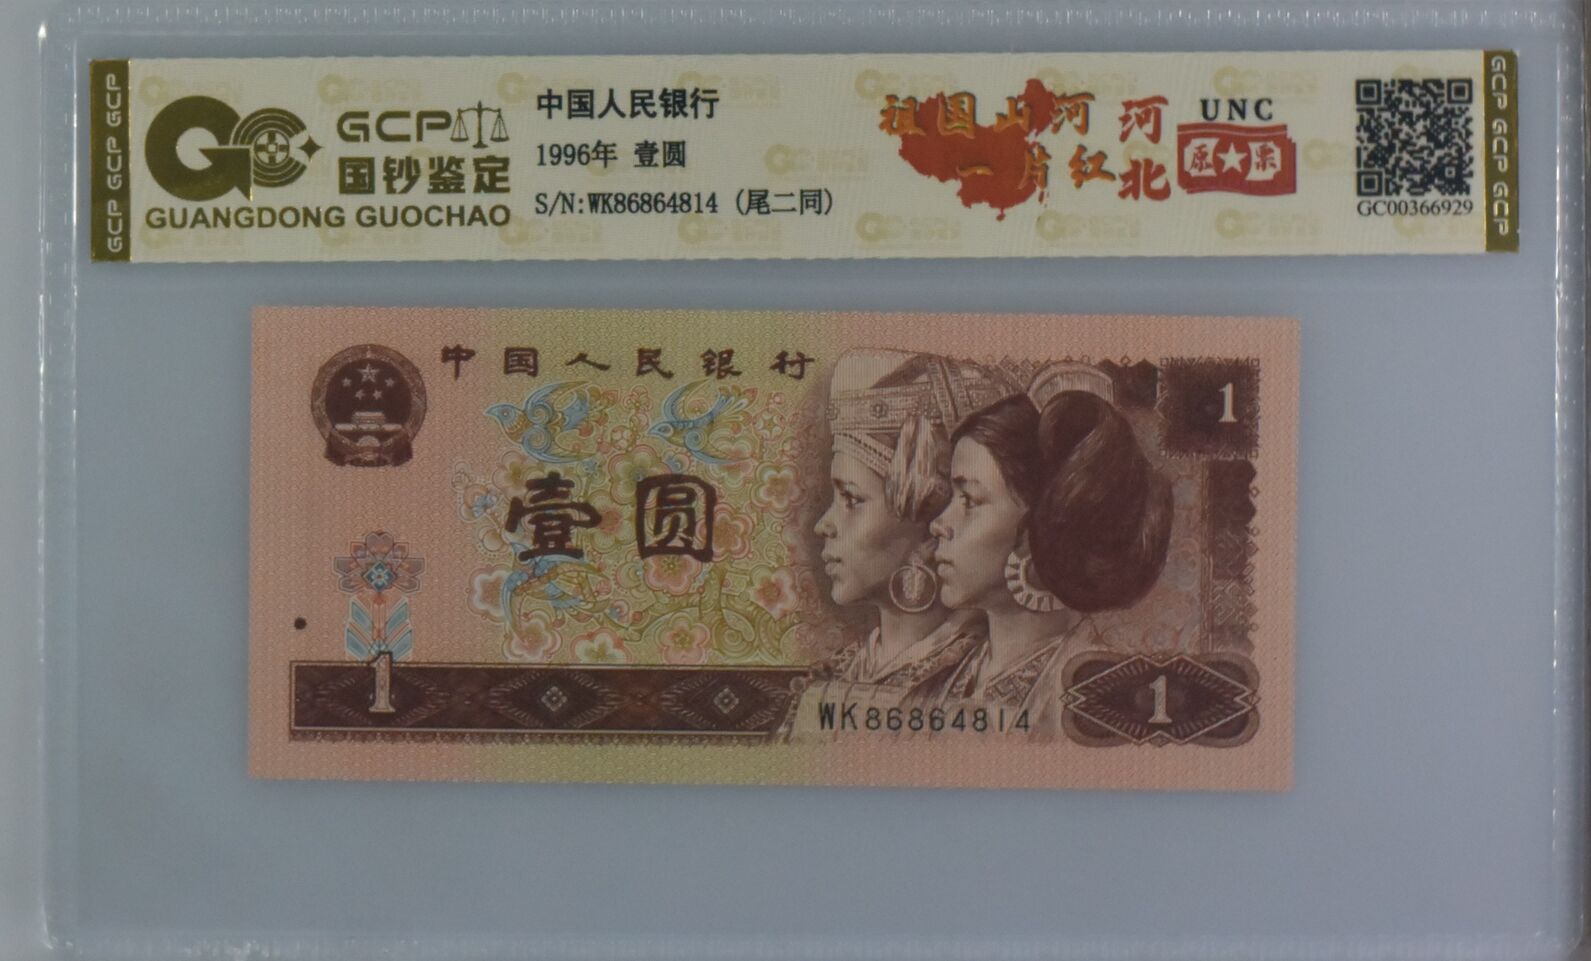 GCP GCP GCP
GC GCP
国钞鉴定
GUANGDONG GUOCHAO
中国人民银行
1996年 壹圆
S/N:WK86864814 (尾二同)
祖国山河
一片红
河北
UNC
原★票
GC00366929
GCP GCP GCP
中国人民银行
1
壹圆
1
WK86864814
1